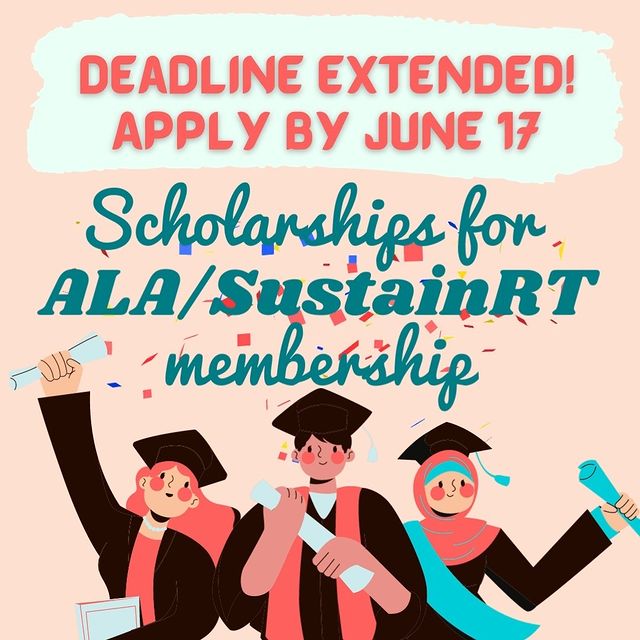 DEADLINE EXTENDED!
APPLY BY JUNE 17
Scholarships for
ALA/SustainRT
membership